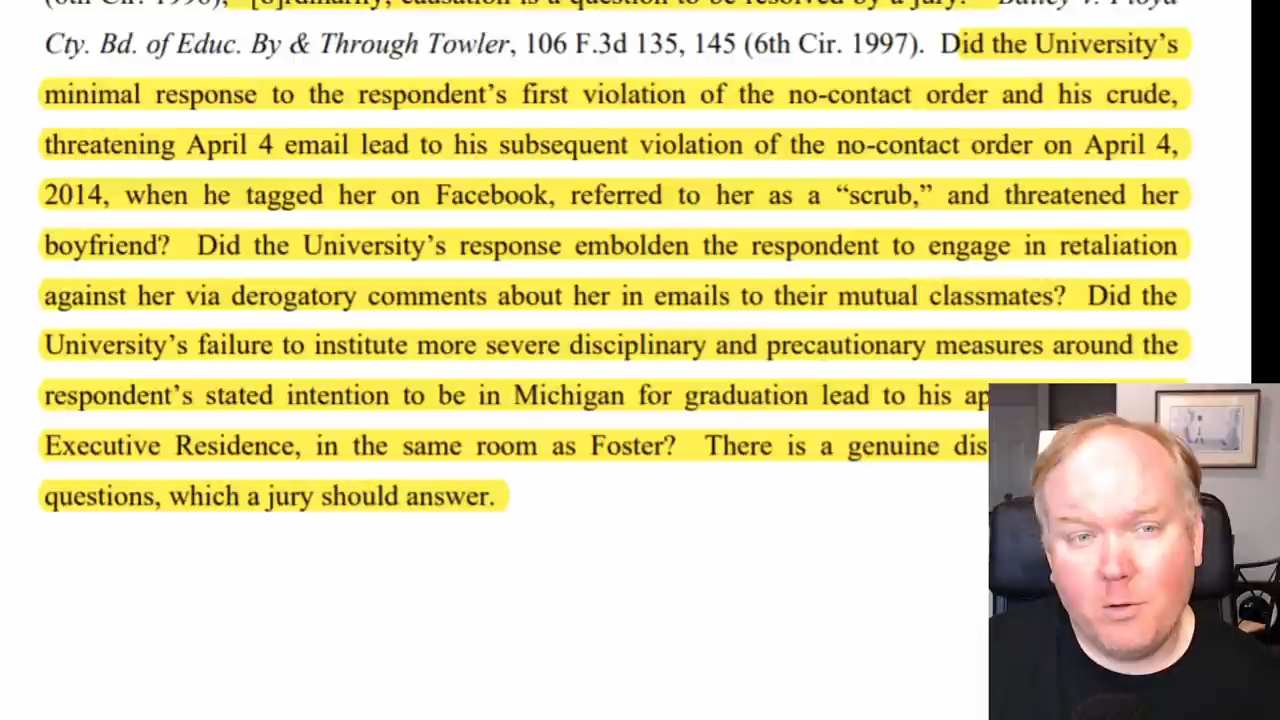 Cty. Bd. of Educ. By & Through Towler, 106 F.3d 135, 145 (6th Cir. 1997). Did the University’s
minimal response to the respondent’s first violation of the no-contact order and his crude,
threatening April 4 email lead to his subsequent violation of the no-contact order on April 4,
2014, when he tagged her on Facebook, referred to her as a “scrub,” and threatened her
boyfriend? Did the University’s response embolden the respondent to engage in retaliation
against her via derogatory comments about her in emails to their mutual classmates? Did the
University’s failure to institute more severe disciplinary and precautionary measures around the
respondent’s stated intention to be in Michigan for graduation lead to his
Executive Residence, in the same room as Foster? There is a genuine
questions, which a jury should answer.